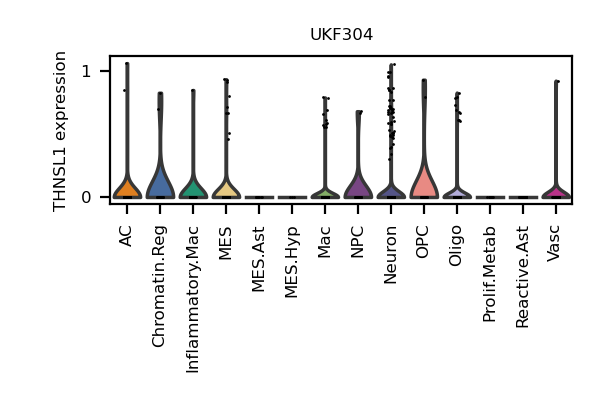 UKF304
THNSL1 expression
1
0
AC
Chromatin.Reg
Inflammatory.Mac
MES
MES.Ast
MES.Hyp
Mac
NPC
Neuron
OPC
Oligo
Prolif.Metab
Reactive.Ast
Vasc